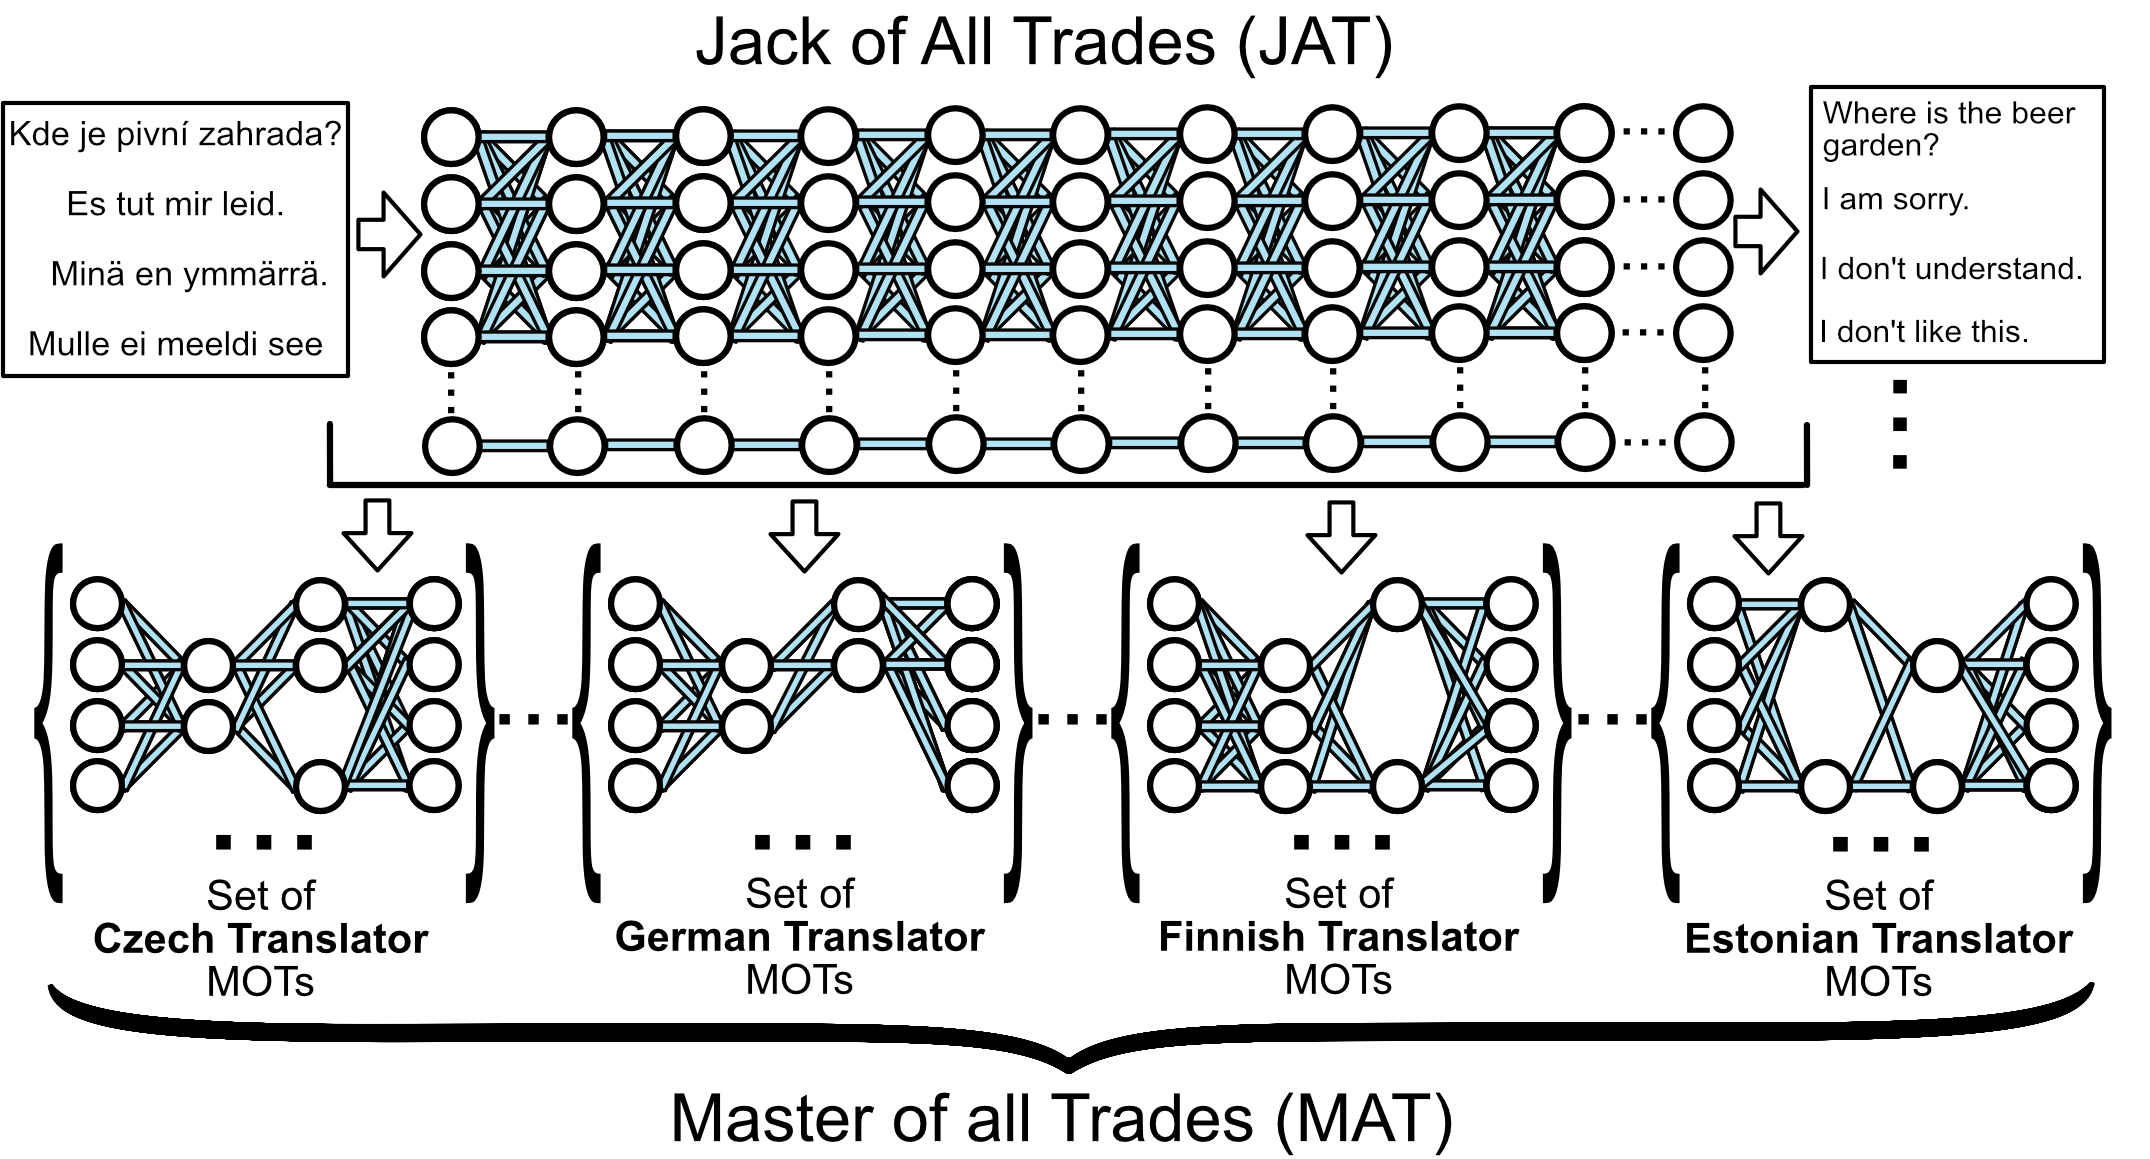 Jack of All Trades (JAT)
Kde je pivní zahrada?
Es tut mir leid.
Minä en ymmärrä.
Mulle ei meeldi see
Where is the beer
garden?
I am sorry.
I don't understand.
I don't like this.
Set of
Czech Translator
MOTs
Set of
German Translator
MOTs
Set of
Finnish Translator
MOTs
Set of
Estonian Translator
MOTs
Master of all Trades (MAT)